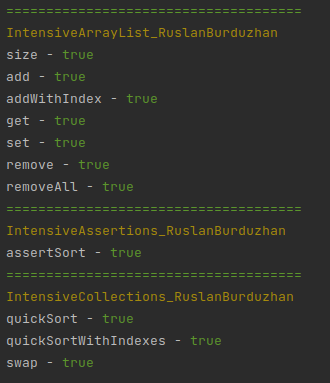 =====================================
IntensiveArrayList_RuslanBurduzhan
size - true
add - true
addWithIndex - true
get - true
set - true
remove - true
removeAll - true
=====================================
IntensiveAssertions_RuslanBurduzhan
assertSort - true
=====================================
IntensiveCollections_RuslanBurduzhan
quickSort - true
quickSortWithIndexes - true
swap - true